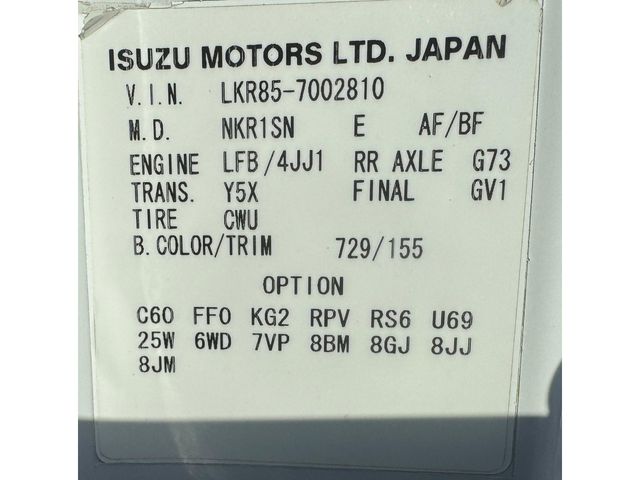 ISUZU MOTORS LTD. JAPAN
V.I.N. LKR85-7002810
M.D. NKR1SN E AF/BF
ENGINE LFB/4JJ1 RR AXLE G73
TRANS. Y5X FINAL GV1
TIRE CWU
B.COLOR/TRIM 729/155
OPTION
C60 FF0 KG2 RPV RS6 U69
25W 6WD 7VP 8BM 8GJ 8JJ
8JM